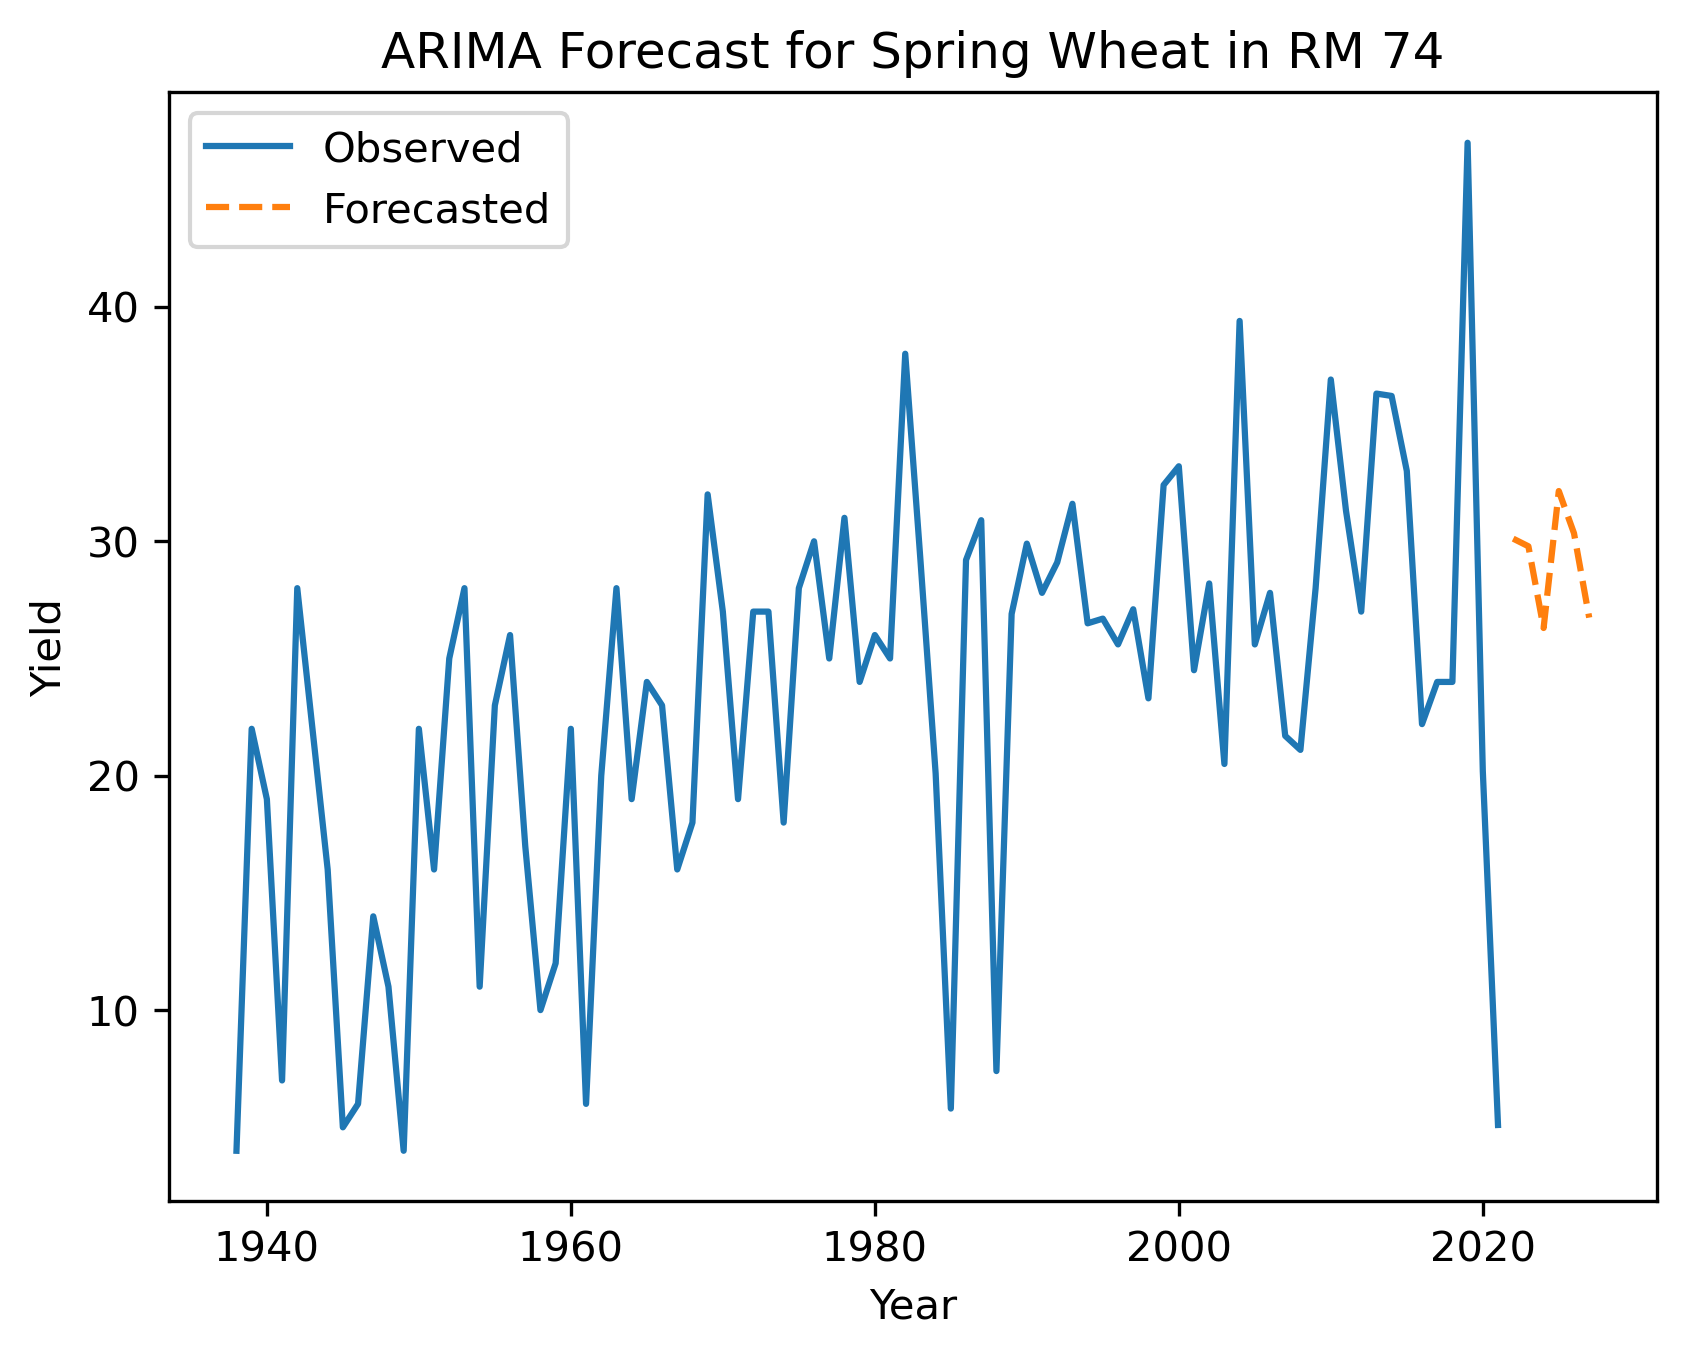 ARIMA Forecast for Spring Wheat in RM 74
Observed
Forecasted
40
30
20
10
Yield
1940 1960 1980 2000 2020
Year